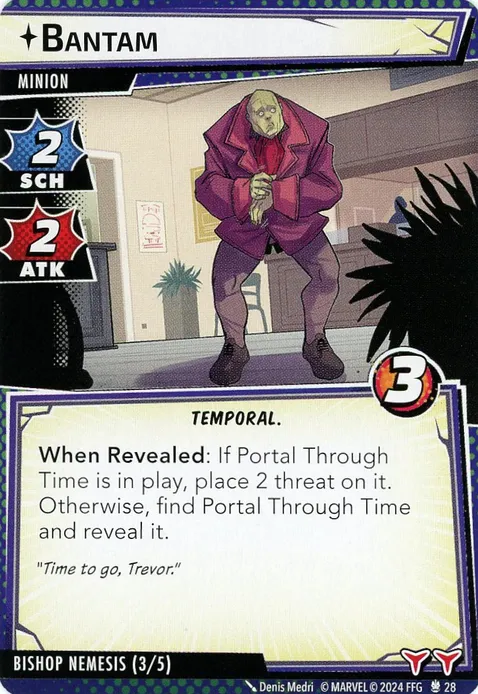 BANTAM
MINION
2
SCH
2
ATK
3
TEMPORAL.
When Revealed: If Portal Through
Time is in play, place 2 threat on it.
Otherwise, find Portal Through Time
and reveal it.
"Time to go, Trevor."
BISHOP NEMESIS (3/5)
Denis Medri © MARVEL © 2024 FFG 28